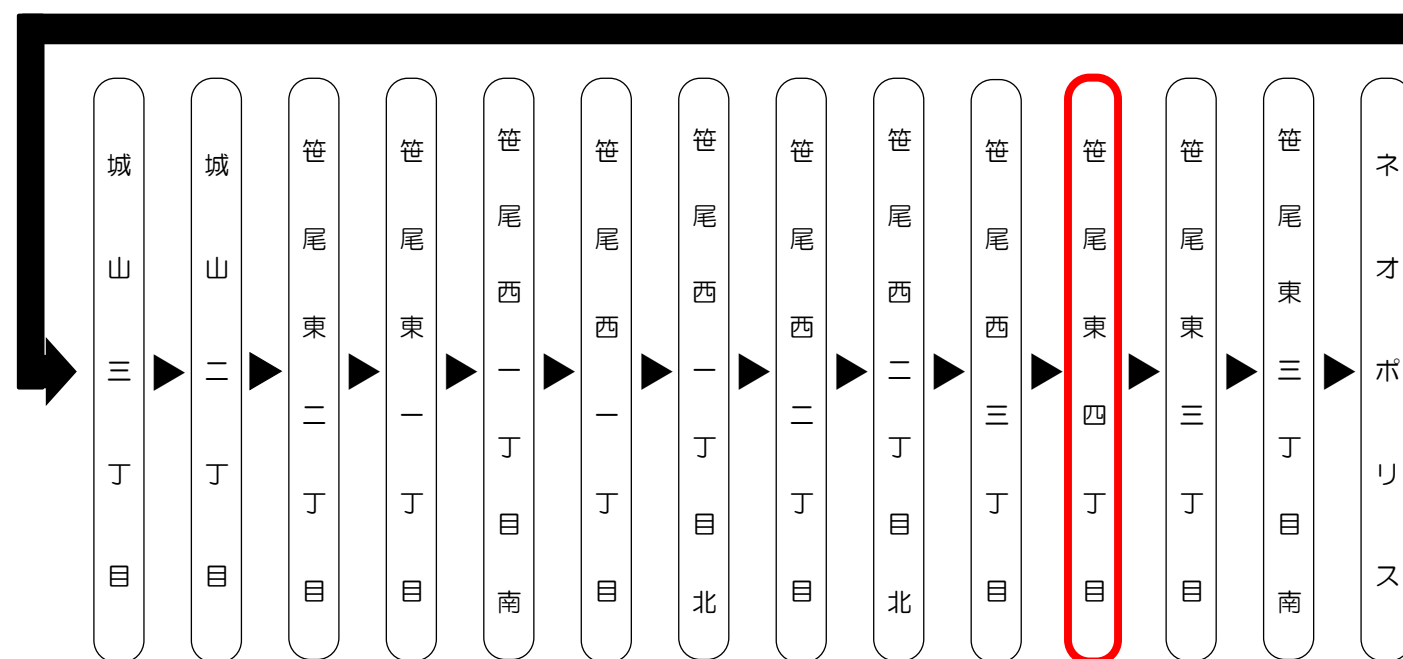 城山三丁目
城山二丁目
笹尾東二丁目
笹尾東一丁目
笹尾西一丁目南
笹尾西一丁目
笹尾西一丁目北
笹尾西二丁目
笹尾西二丁目北
笹尾西三丁目
笹尾東四丁目
笹尾東三丁目
笹尾東三丁目南
ネオポリス